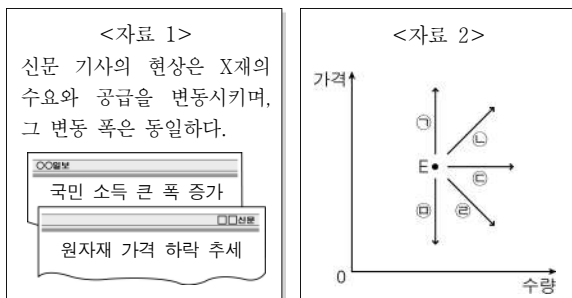 <자료 1>
신문 기사의 현상은 X재의
수요와 공급을 변동시키며,
그 변동 폭은 동일하다.
○○일보
국민 소득 큰 폭 증가
□□신문
원자재 가격 하락 추세
<자료 2>
가격
㉠
㉡
E
㉢
㉣
㉤
0
수량